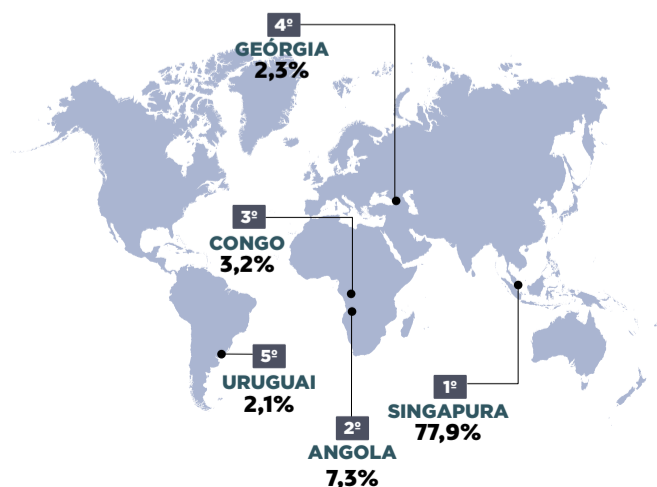 4º
GEÓRGIA
2,3%
3º
CONGO
3,2%
5º
URUGUAI
2,1%
1º
SINGAPURA
77,9%
2º
ANGOLA
7,3%